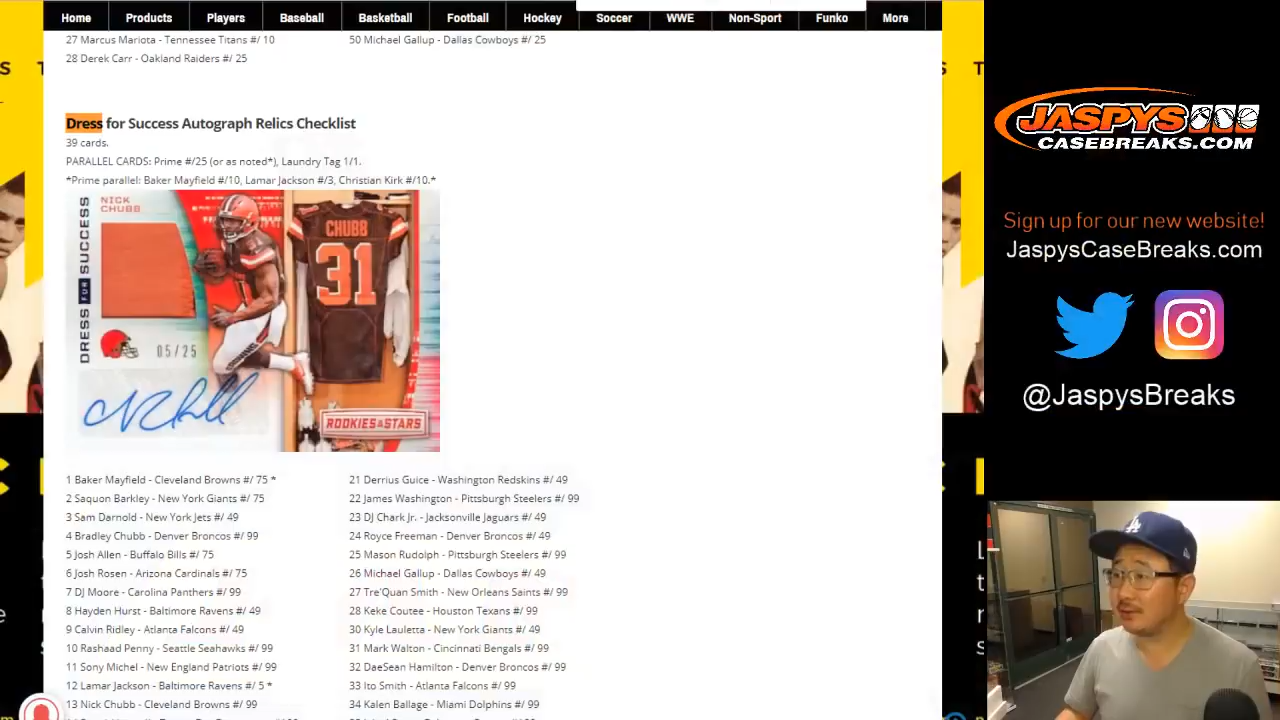 Home Products Players Baseball Basketball Football Hockey Soccer WWE Non-Sport Funko More
27 Marcus Mariota - Tennessee Titans #/ 10
28 Derek Carr - Oakland Raiders #/ 25
50 Michael Gallup - Dallas Cowboys #/ 25
Dress for Success Autograph Relics Checklist
39 cards.
PARALLEL CARDS: Prime #/25 (or as noted*), Laundry Tag 1/1.
*Prime parallel: Baker Mayfield #/10, Lamar Jackson #/3, Christian Kirk #/10.*
NICK
CHUBB
DRESS FOR SUCCESS
CHUBB
31
05/25
ROOKIES & STARS
1 Baker Mayfield - Cleveland Browns #/ 75 *
2 Saquon Barkley - New York Giants #/ 75
3 Sam Darnold - New York Jets #/ 49
4 Bradley Chubb - Denver Broncos #/ 99
5 Josh Allen - Buffalo Bills #/ 75
6 Josh Rosen - Arizona Cardinals #/ 75
7 DJ Moore - Carolina Panthers #/ 99
8 Hayden Hurst - Baltimore Ravens #/ 49
9 Calvin Ridley - Atlanta Falcons #/ 49
10 Rashaad Penny - Seattle Seahawks #/ 99
11 Sony Michel - New England Patriots #/ 99
12 Lamar Jackson - Baltimore Ravens #/ 5 *
13 Nick Chubb - Cleveland Browns #/ 99
21 Derrius Guice - Washington Redskins #/ 49
22 James Washington - Pittsburgh Steelers #/ 99
23 DJ Chark Jr. - Jacksonville Jaguars #/ 49
24 Royce Freeman - Denver Broncos #/ 49
25 Mason Rudolph - Pittsburgh Steelers #/ 99
26 Michael Gallup - Dallas Cowboys #/ 49
27 Tre'Quan Smith - New Orleans Saints #/ 99
28 Keke Coutee - Houston Texans #/ 99
30 Kyle Lauletta - New York Giants #/ 49
31 Mark Walton - Cincinnati Bengals #/ 99
32 DaeSean Hamilton - Denver Broncos #/ 99
33 Ito Smith - Atlanta Falcons #/ 99
34 Kalen Ballage - Miami Dolphins #/ 99
JASPYS
CASEBREAKS.COM
Sign up for our new website!
JaspysCaseBreaks.com
@JaspysBreaks